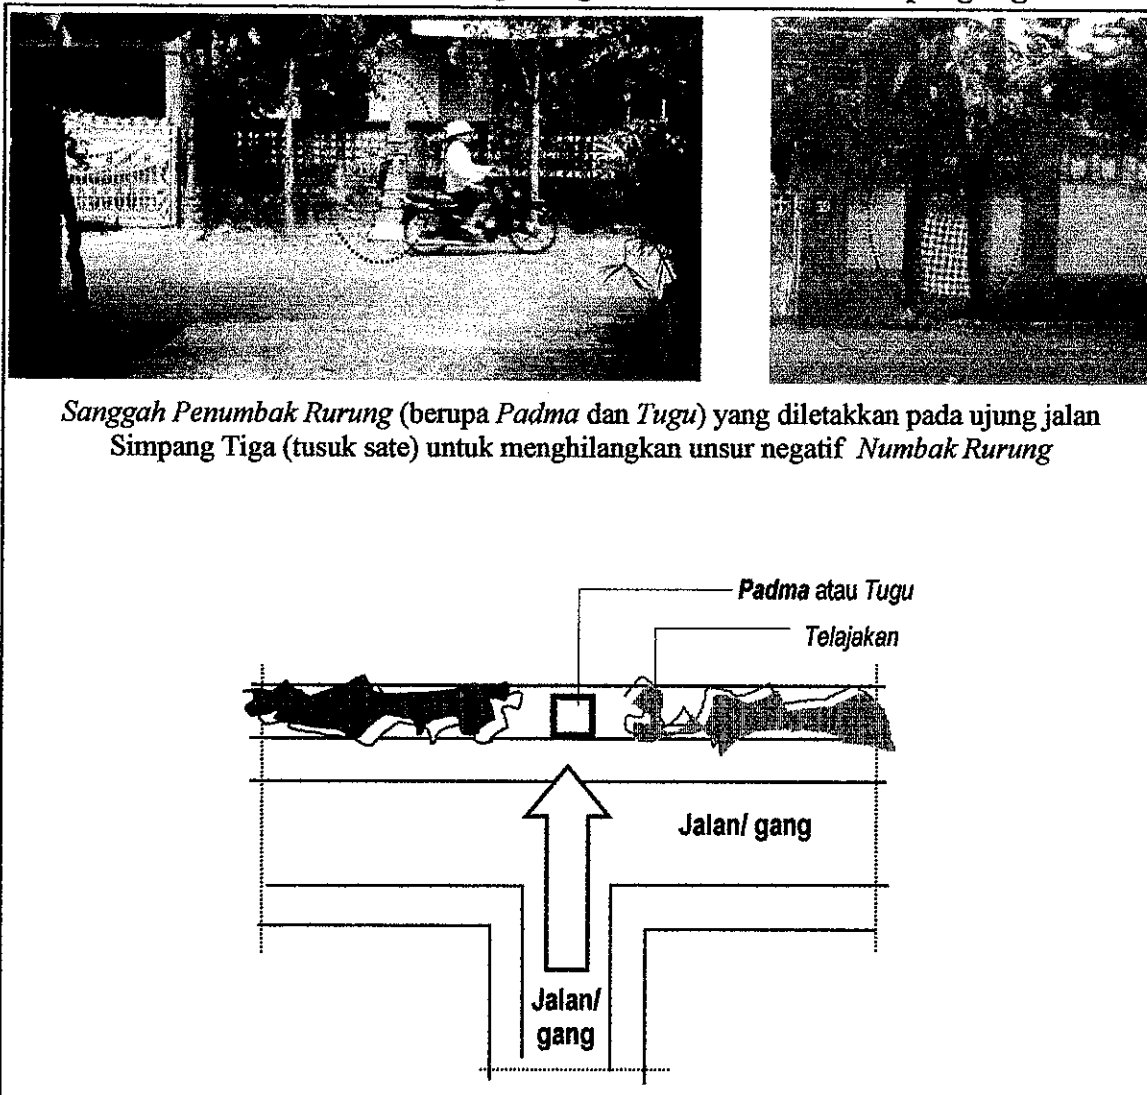 Sanggah Penumbak Rurung (berupa Padma dan Tugu) yang diletakkan pada ujung jalan
Simpang Tiga (tusuk sate) untuk menghilangkan unsur negatif Numbak Rurung
Padma atau Tugu
Telajakan
Jalan/ gang
Jalan/
gang